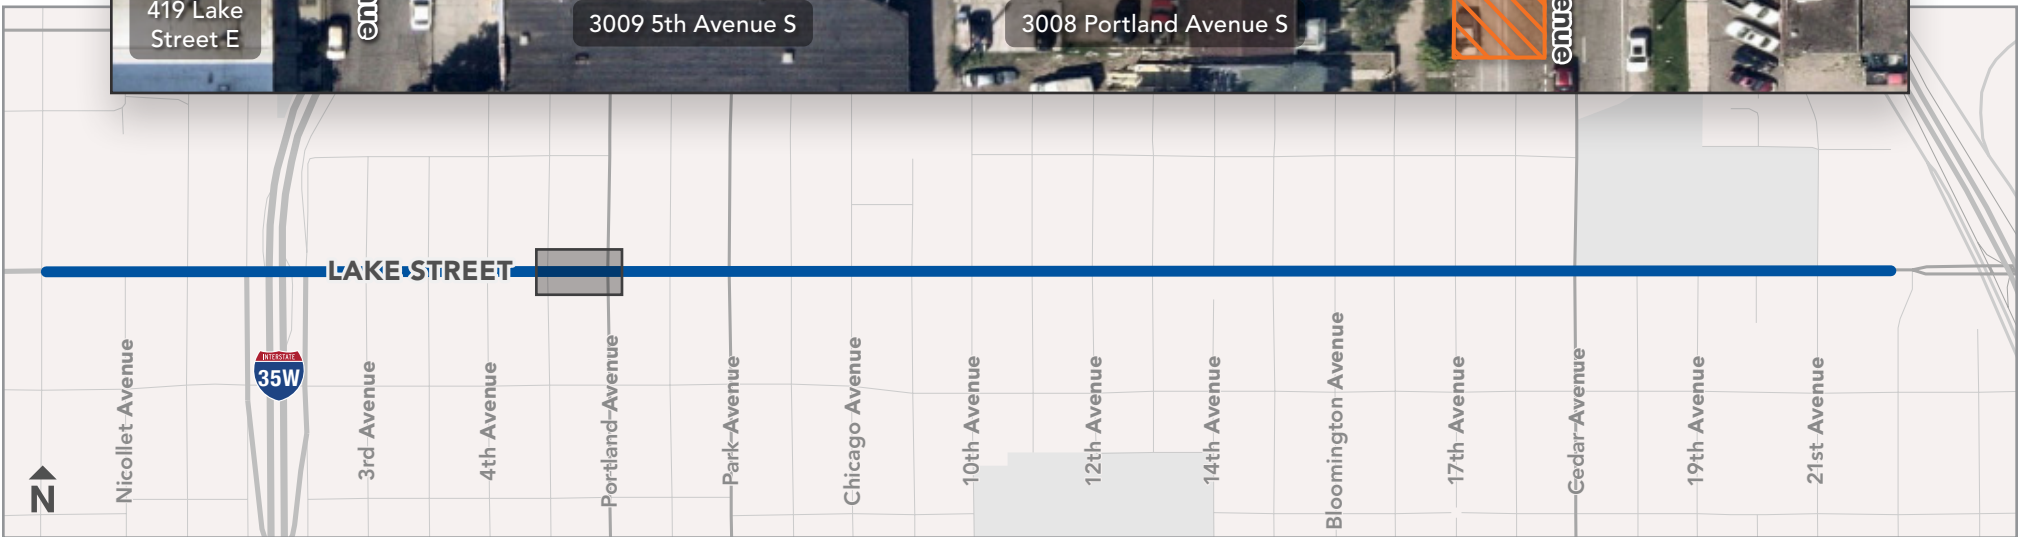 419 Lake
Street E
3009 5th Avenue S
3008 Portland Avenue S
LAKE STREET
INTERSTATE
35W
Nicollet Avenue
3rd Avenue
4th Avenue
Portland Avenue
Park Avenue
Chicago Avenue
10th Avenue
12th Avenue
14th Avenue
Bloomington Avenue
17th Avenue
Cedar Avenue
19th Avenue
21st Avenue
N